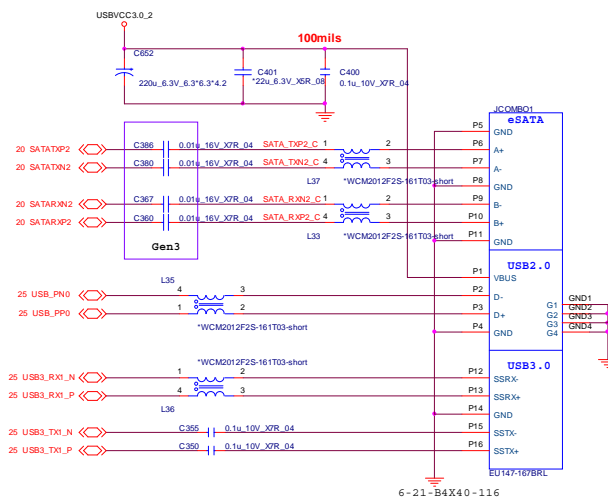 USBVCC3.0_2
100mils
C652
220u_6.3V_6.3*6.3*4.2
C401
*22u_6.3V_X5R_08
C400
0.1u_10V_X7R_04
JCOMBO1
eSATA
P5 GND
20 SATATXP2 C386 0.01u_16V_X7R_04 SATA_TXP2_C 1 2 P6 A+
20 SATATXN2 C380 0.01u_16V_X7R_04 SATA_TXN2_C 4 3 P7 A-
L37 *WCM2012F2S-161T03-short P8 GND
20 SATARXN2 C367 0.01u_16V_X7R_04 SATA_RXN2_C 1 2 P9 B-
20 SATARXP2 C360 0.01u_16V_X7R_04 SATA_RXP2_C 4 3 P10 B+
Gen3 L33 *WCM2012F2S-161T03-short P11 GND
USB2.0
P1 VBUS
L35
25 USB_PN0 4 3 P2 D-
25 USB_PP0 1 2 P3 D+
*WCM2012F2S-161T03-short P4 GND
G1 GND1
G2 GND2
G3 GND3
G4 GND4
USB3.0
*WCM2012F2S-161T03-short
25 USB3_RX1_N 1 2 P12 SSRX-
25 USB3_RX1_P 4 3 P13 SSRX+
L36 P14 GND
25 USB3_TX1_N C355 0.1u_10V_X7R_04 P15 SSTX-
25 USB3_TX1_P C350 0.1u_10V_X7R_04 P16 SSTX+
EU147-167BRL
6-21-B4X40-116